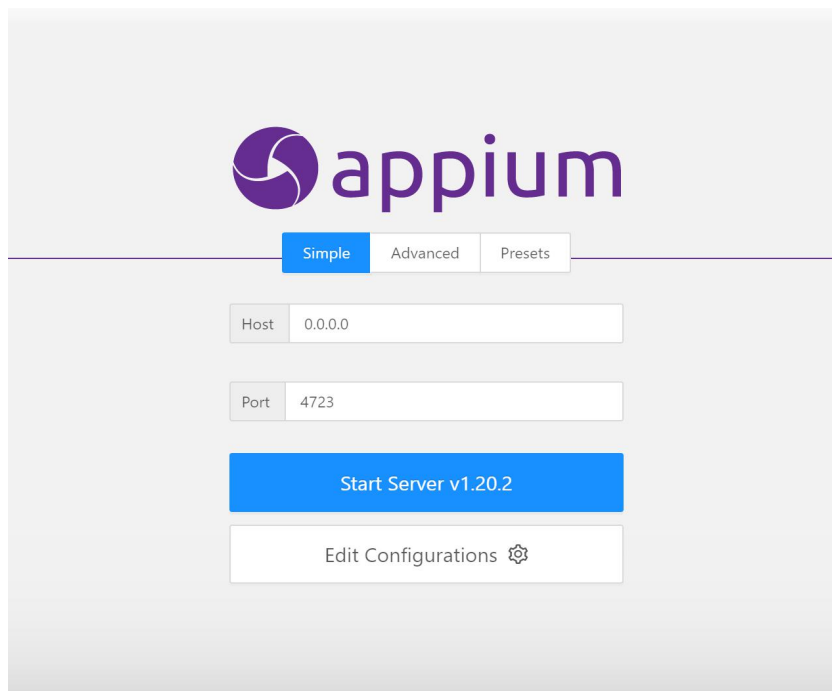 appium
Simple Advanced Presets
Host 0.0.0.0
Port 4723
Start Server v1.20.2
Edit Configurations